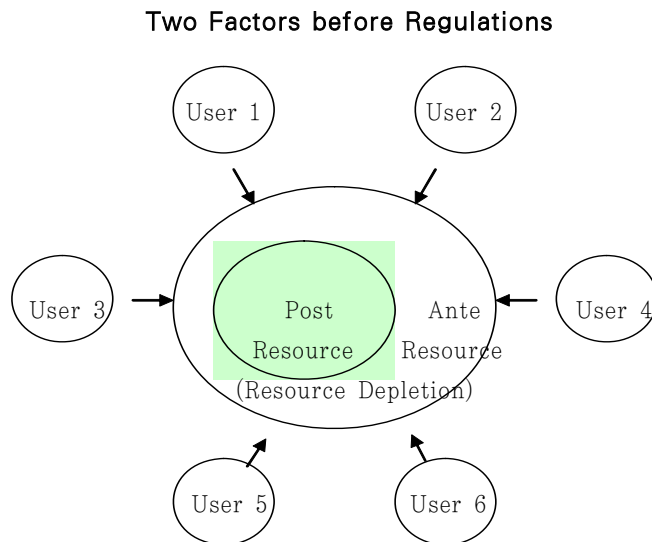 Two Factors before Regulations
User 1
User 2
User 3
User 4
Post
Resource
Ante
Resource
(Resource Depletion)
User 5
User 6